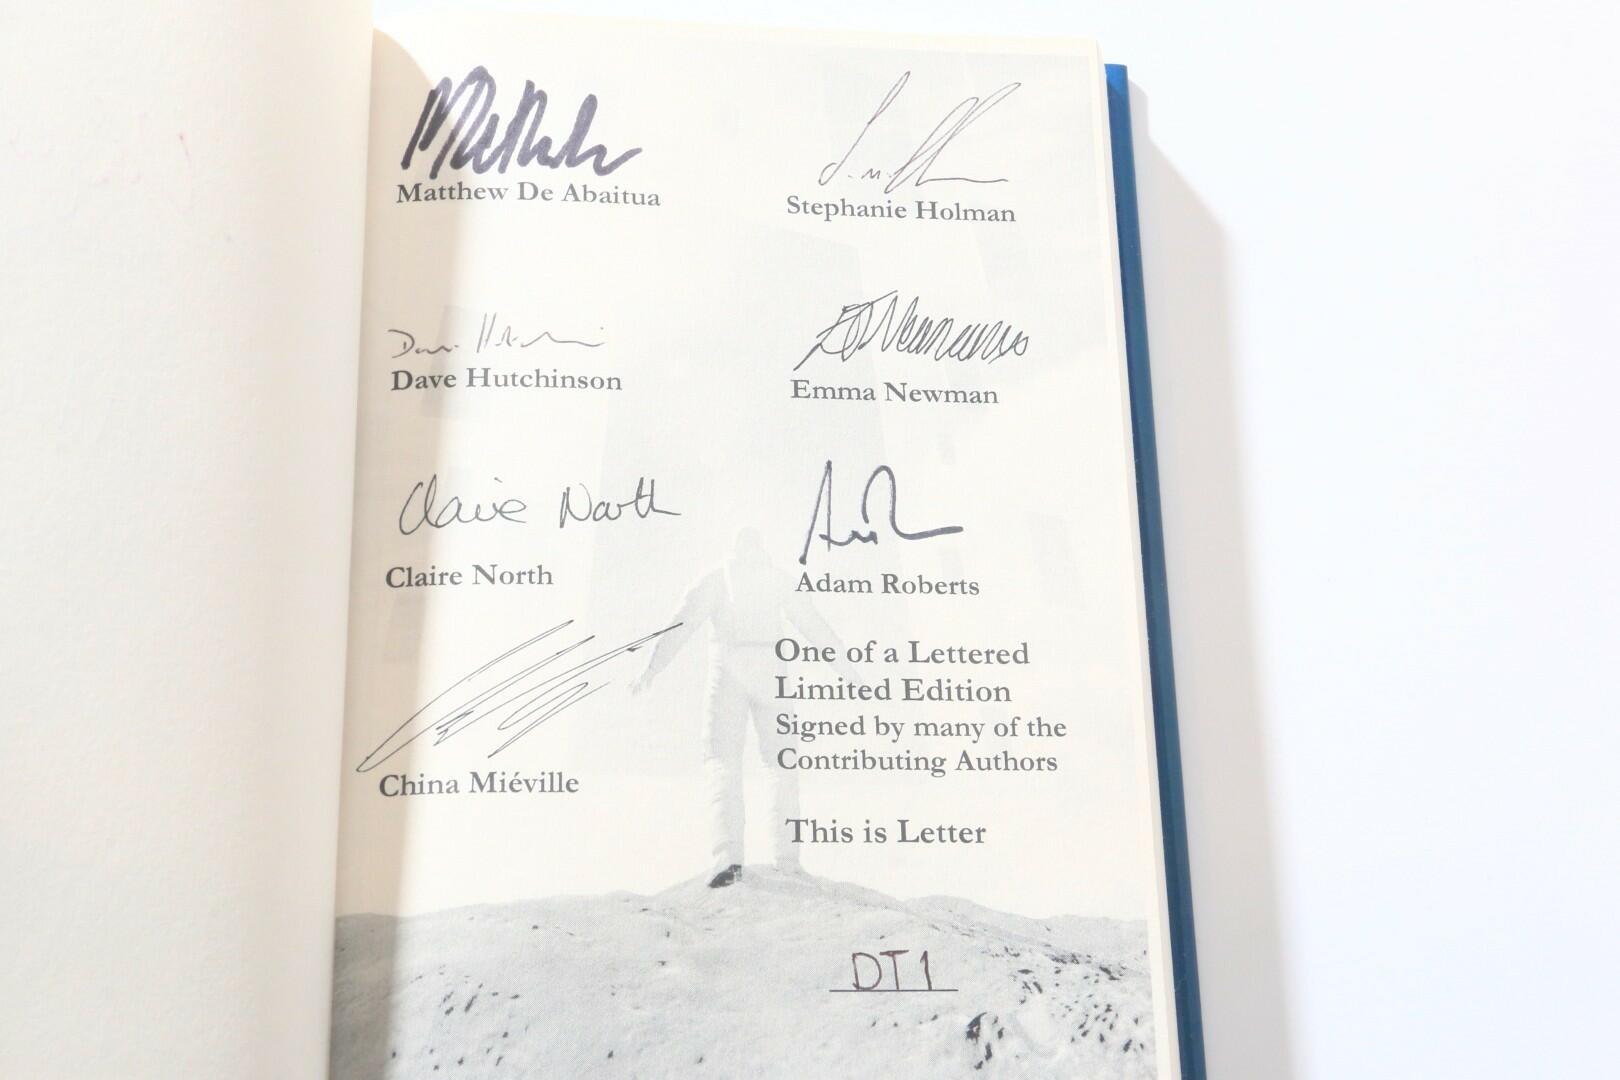 Matthew De Abaitua
Stephanie Holman
Dave Hutchinson
Emma Newman
Claire North
Claire North
Adam Roberts
China Miéville
One of a Lettered
Limited Edition
Signed by many of the
Contributing Authors
This is Letter
DT1